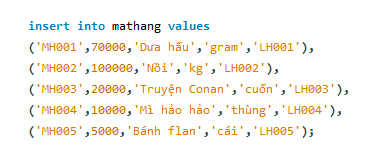 insert into mathang values
('MH001',70000,'Dưa hấu','gram','LH001'),
('MH002',100000,'Nồi','kg','LH002'),
('MH003',20000,'Truyện Conan','cuốn','LH003'),
('MH004',10000,'Mì hảo hảo','thùng','LH004'),
('MH005',5000,'Bánh flan','cái','LH005');